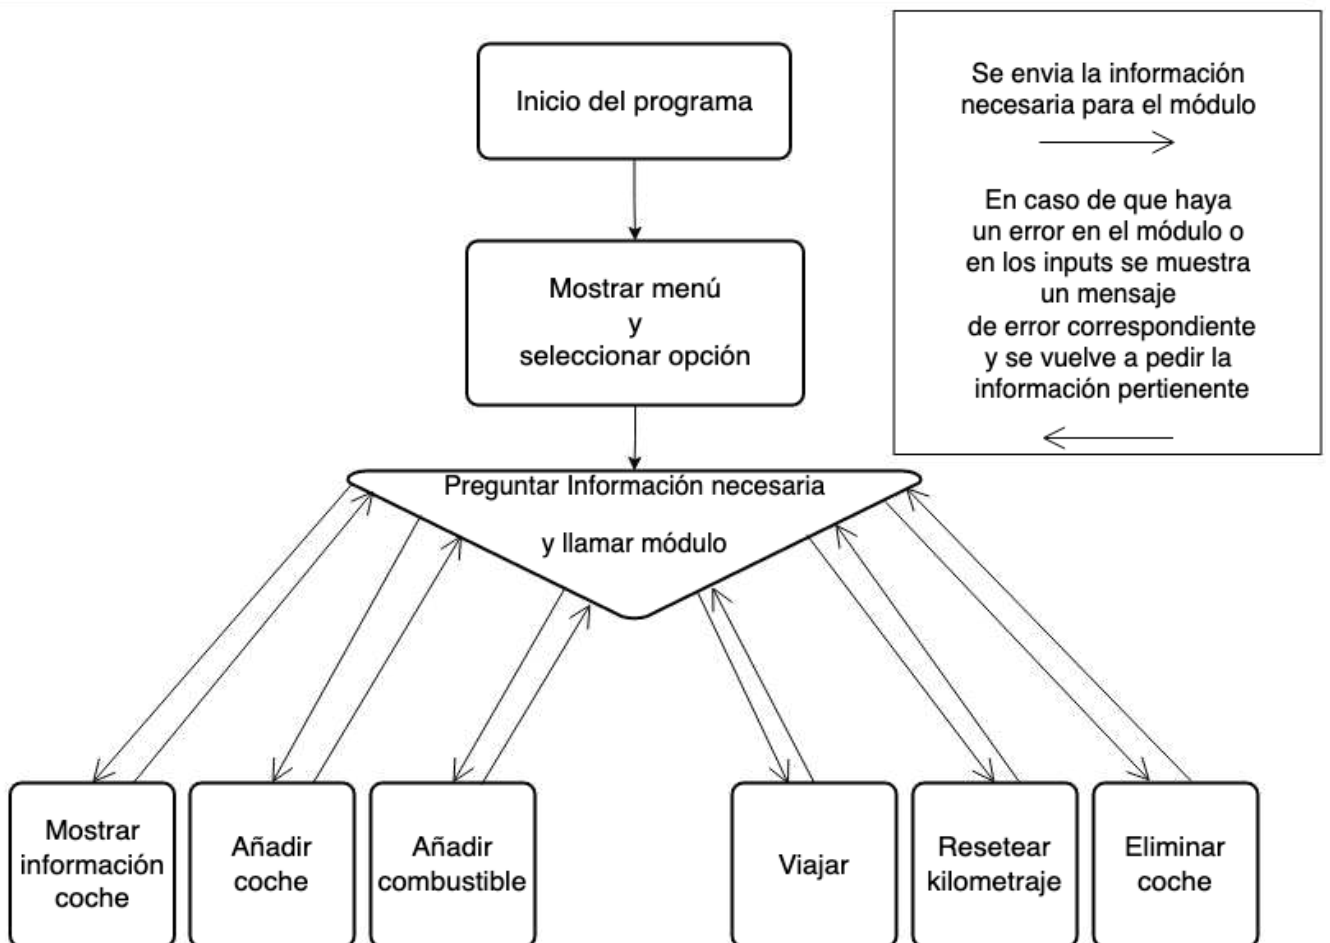 Inicio del programa
Se envia la información
necesaria para el módulo
En caso de que haya
un error en el módulo o
en los inputs se muestra
un mensaje
de error correspondiente
y se vuelve a pedir la
información pertienente
Mostrar menú
y
seleccionar opción
Preguntar Información necesaria
y llamar módulo
Mostrar
información
coche
Añadir
coche
Añadir
combustible
Viajar
Resetear
kilometraje
Eliminar
coche